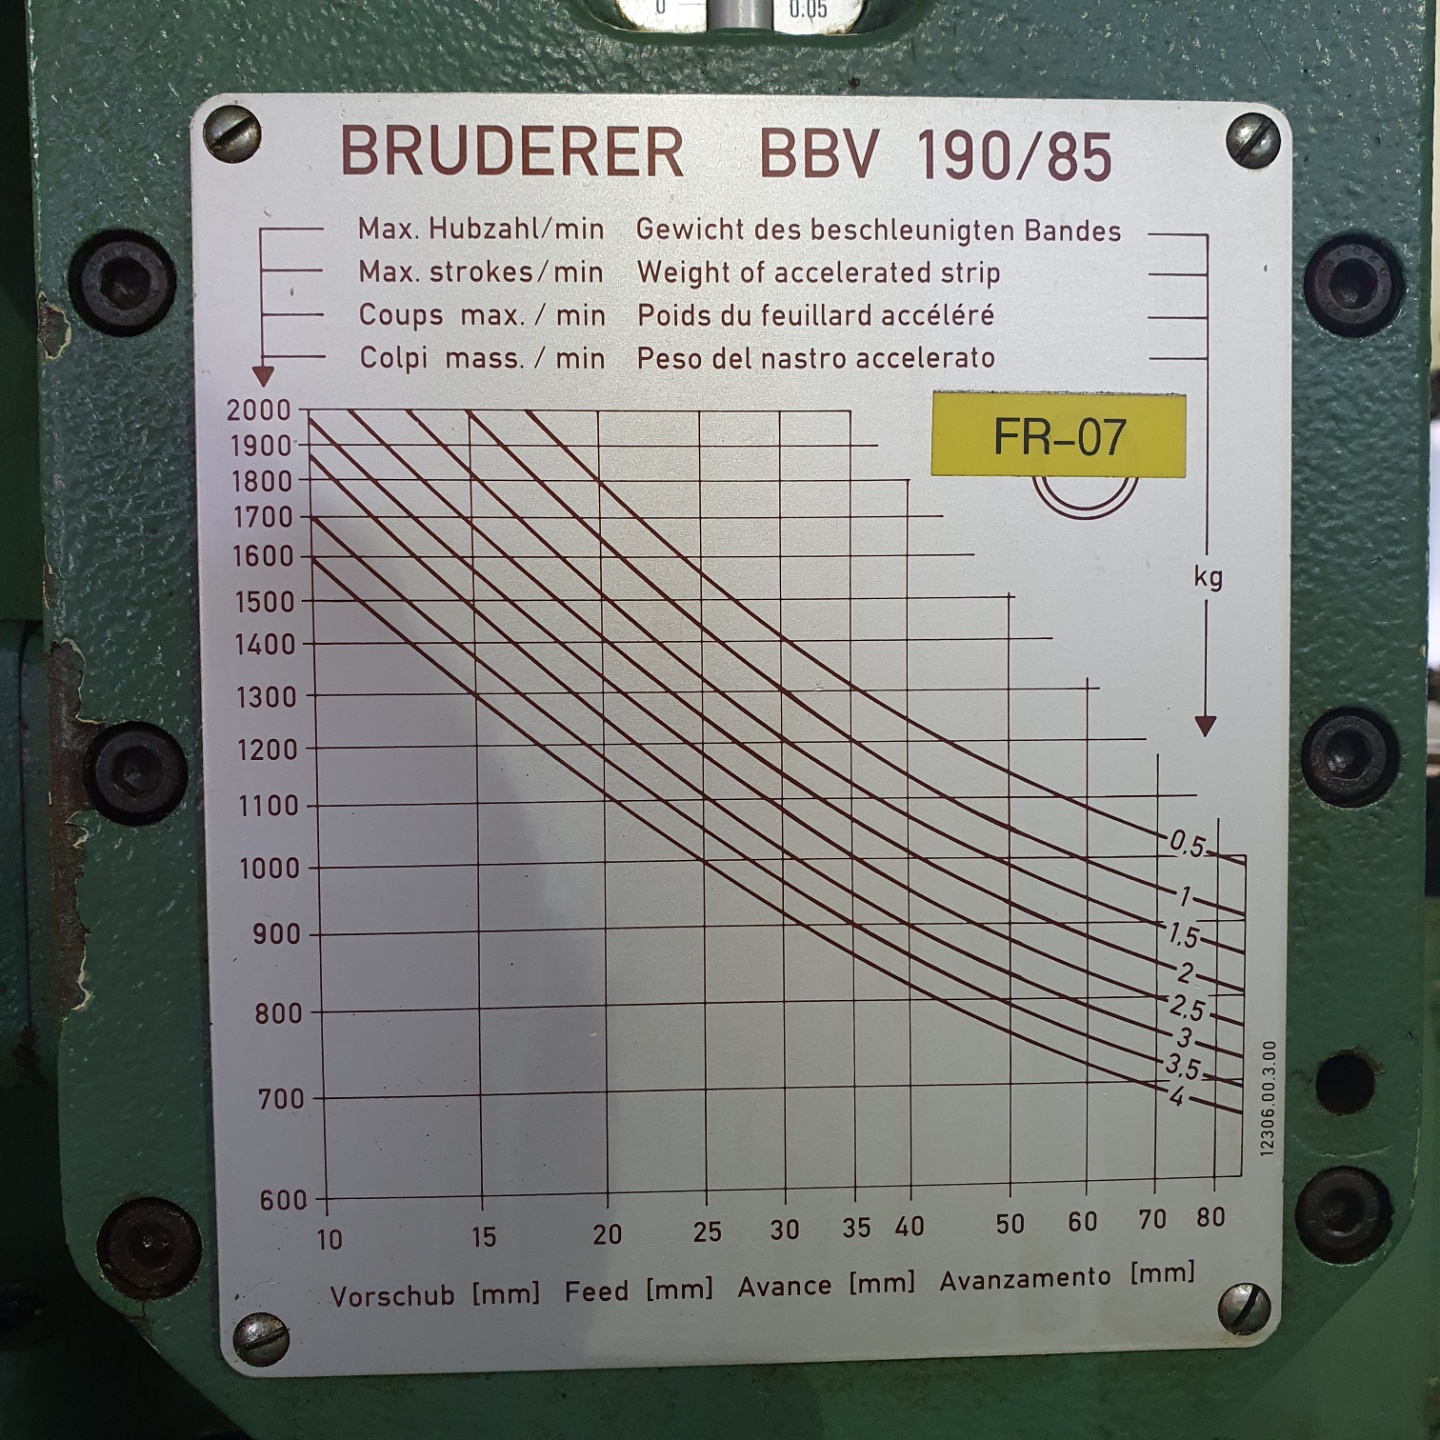 0 0.05
BRUDERER BBV 190/85
Max. Hubzahl/min Gewicht des beschleunigten Bandes
Max. strokes/min Weight of accelerated strip
Coups max. / min Poids du feuillard accéléré
Colpi mass. / min Peso del nastro accelerato
FR-07
kg
2000
1900
1800
1700
1600
1500
1400
1300
1200
1100
1000
900
800
700
600
0.5
1
1.5
2
2.5
3
3.5
4
12306.00.3.00
10 15 20 25 30 35 40 50 60 70 80
Vorschub [mm] Feed [mm] Avance [mm] Avanzamento [mm]